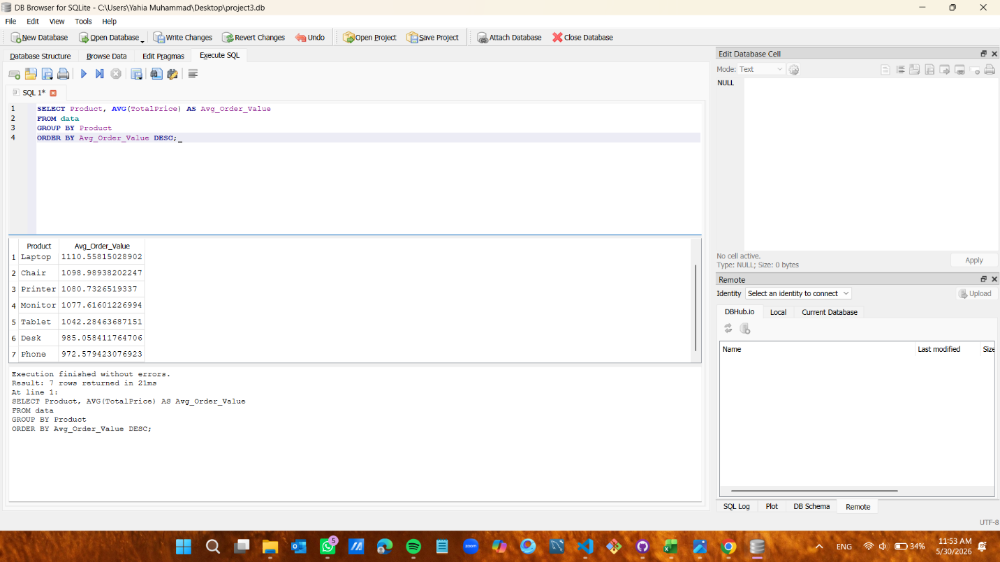 DB Browser for SQLite - C:\Users\Yahia Muhammad\Desktop\project3.db
File Edit View Tools Help
New Database Open Database Write Changes Revert Changes Undo Open Project Save Project Attach Database Close Database
Database Structure Browse Data Edit Pragmas Execute SQL
SQL 1*
1 SELECT Product, AVG(TotalPrice) AS Avg_Order_Value
2 FROM data
3 GROUP BY Product
4 ORDER BY Avg_Order_Value DESC;
Product Avg_Order_Value
1 Laptop 1110.55815028902
2 Chair 1098.98938202247
3 Printer 1080.7326519337
4 Monitor 1077.61601226994
5 Tablet 1042.28463687151
6 Desk 985.058411764706
7 Phone 972.579423076923
Execution finished without errors.
Result: 7 rows returned in 21ms
At line 1:
SELECT Product, AVG(TotalPrice) AS Avg_Order_Value
FROM data
GROUP BY Product
ORDER BY Avg_Order_Value DESC;
Edit Database Cell
Mode: Text
NULL
No cell active.
Type: NULL; Size: 0 bytes
Apply
Remote
Identity Select an identity to connect Upload
DBHub.io Local Current Database
Name Last modified Size
SQL Log Plot DB Schema Remote
UTF-8
5
zoom
ENG 34% 11:53 AM
5/30/2026